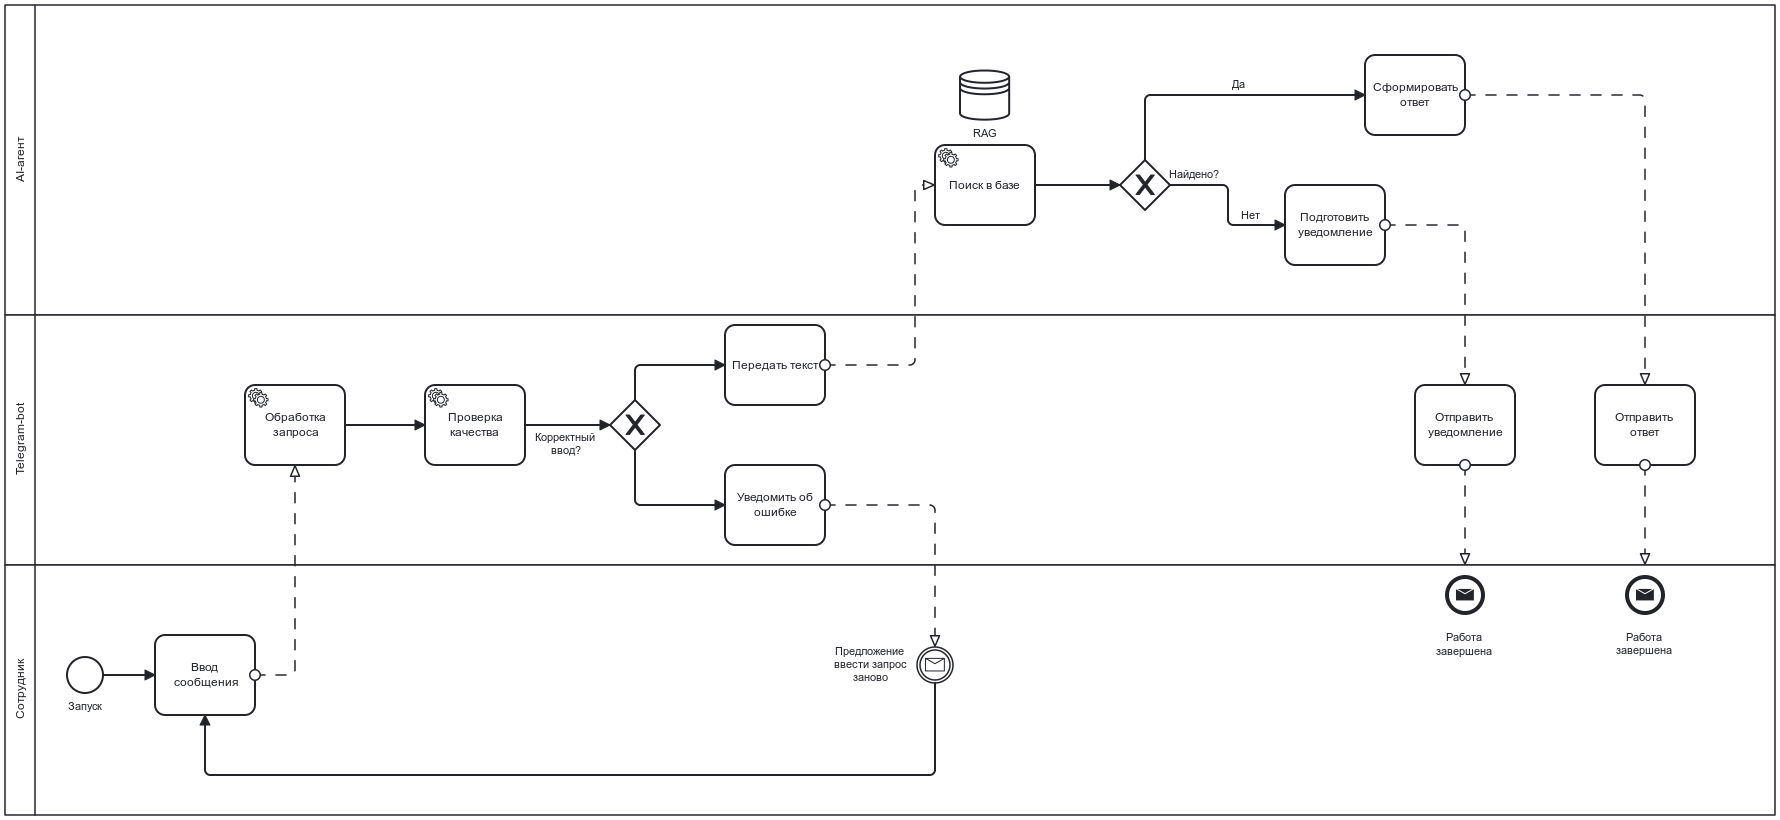 AI-агент
RAG
Поиск в базе
Найдено?
Да
Нет
Сформировать
ответ
Подготовить
уведомление
Telegram-bot
Обработка
запроса
Проверка
качества
Корректный
ввод?
Передать текст
Уведомить об
ошибке
Отправить
уведомление
Отправить
ответ
Сотрудник
Запуск
Ввод
сообщения
Предложение
ввести запрос
заново
Работа
завершена
Работа
завершена